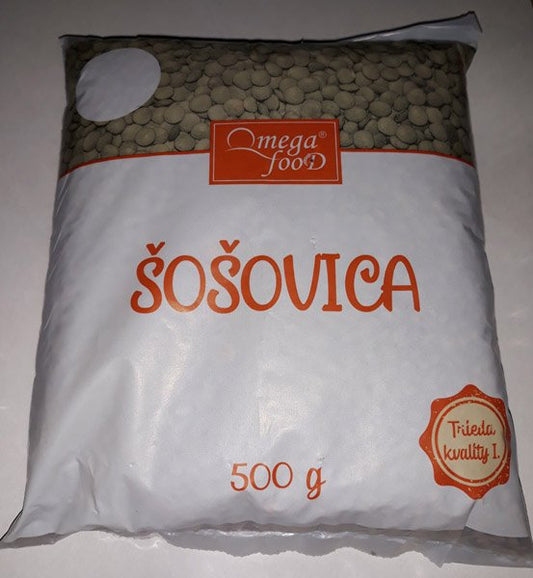 Omega®
fooD
ŠOŠOVICA
Trieda
kvality I.
500 g